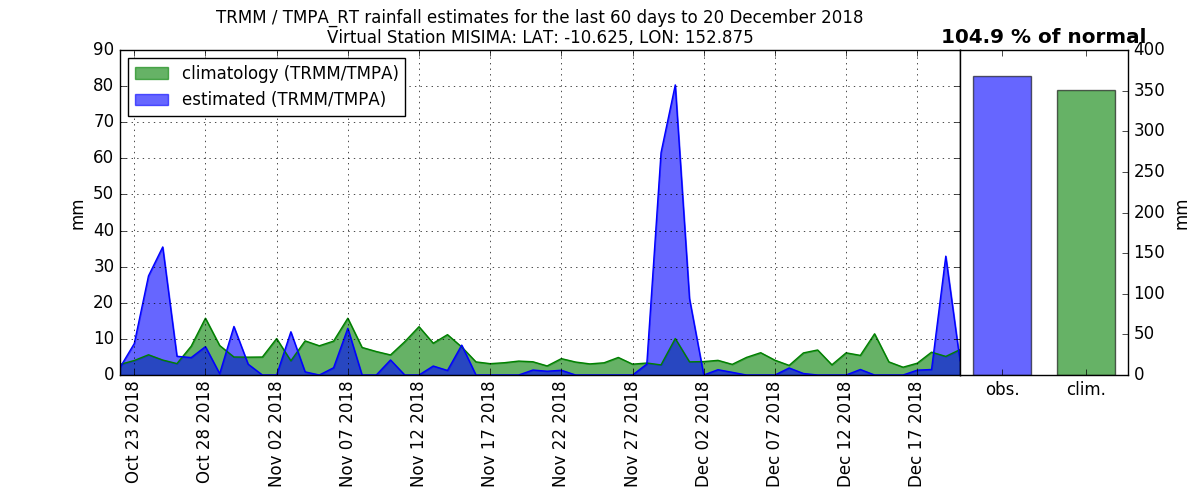 TRMM / TMPA_RT rainfall estimates for the last 60 days to 20 December 2018
Virtual Station MISIMA: LAT: -10.625, LON: 152.875
104.9 % of normal
climatology (TRMM/TMPA)
estimated (TRMM/TMPA)
mm
90
80
70
60
50
40
30
20
10
0
Oct 23 2018
Oct 28 2018
Nov 02 2018
Nov 07 2018
Nov 12 2018
Nov 17 2018
Nov 22 2018
Nov 27 2018
Dec 02 2018
Dec 07 2018
Dec 12 2018
Dec 17 2018
obs.
clim.
400
350
300
250
200
150
100
50
0
mm